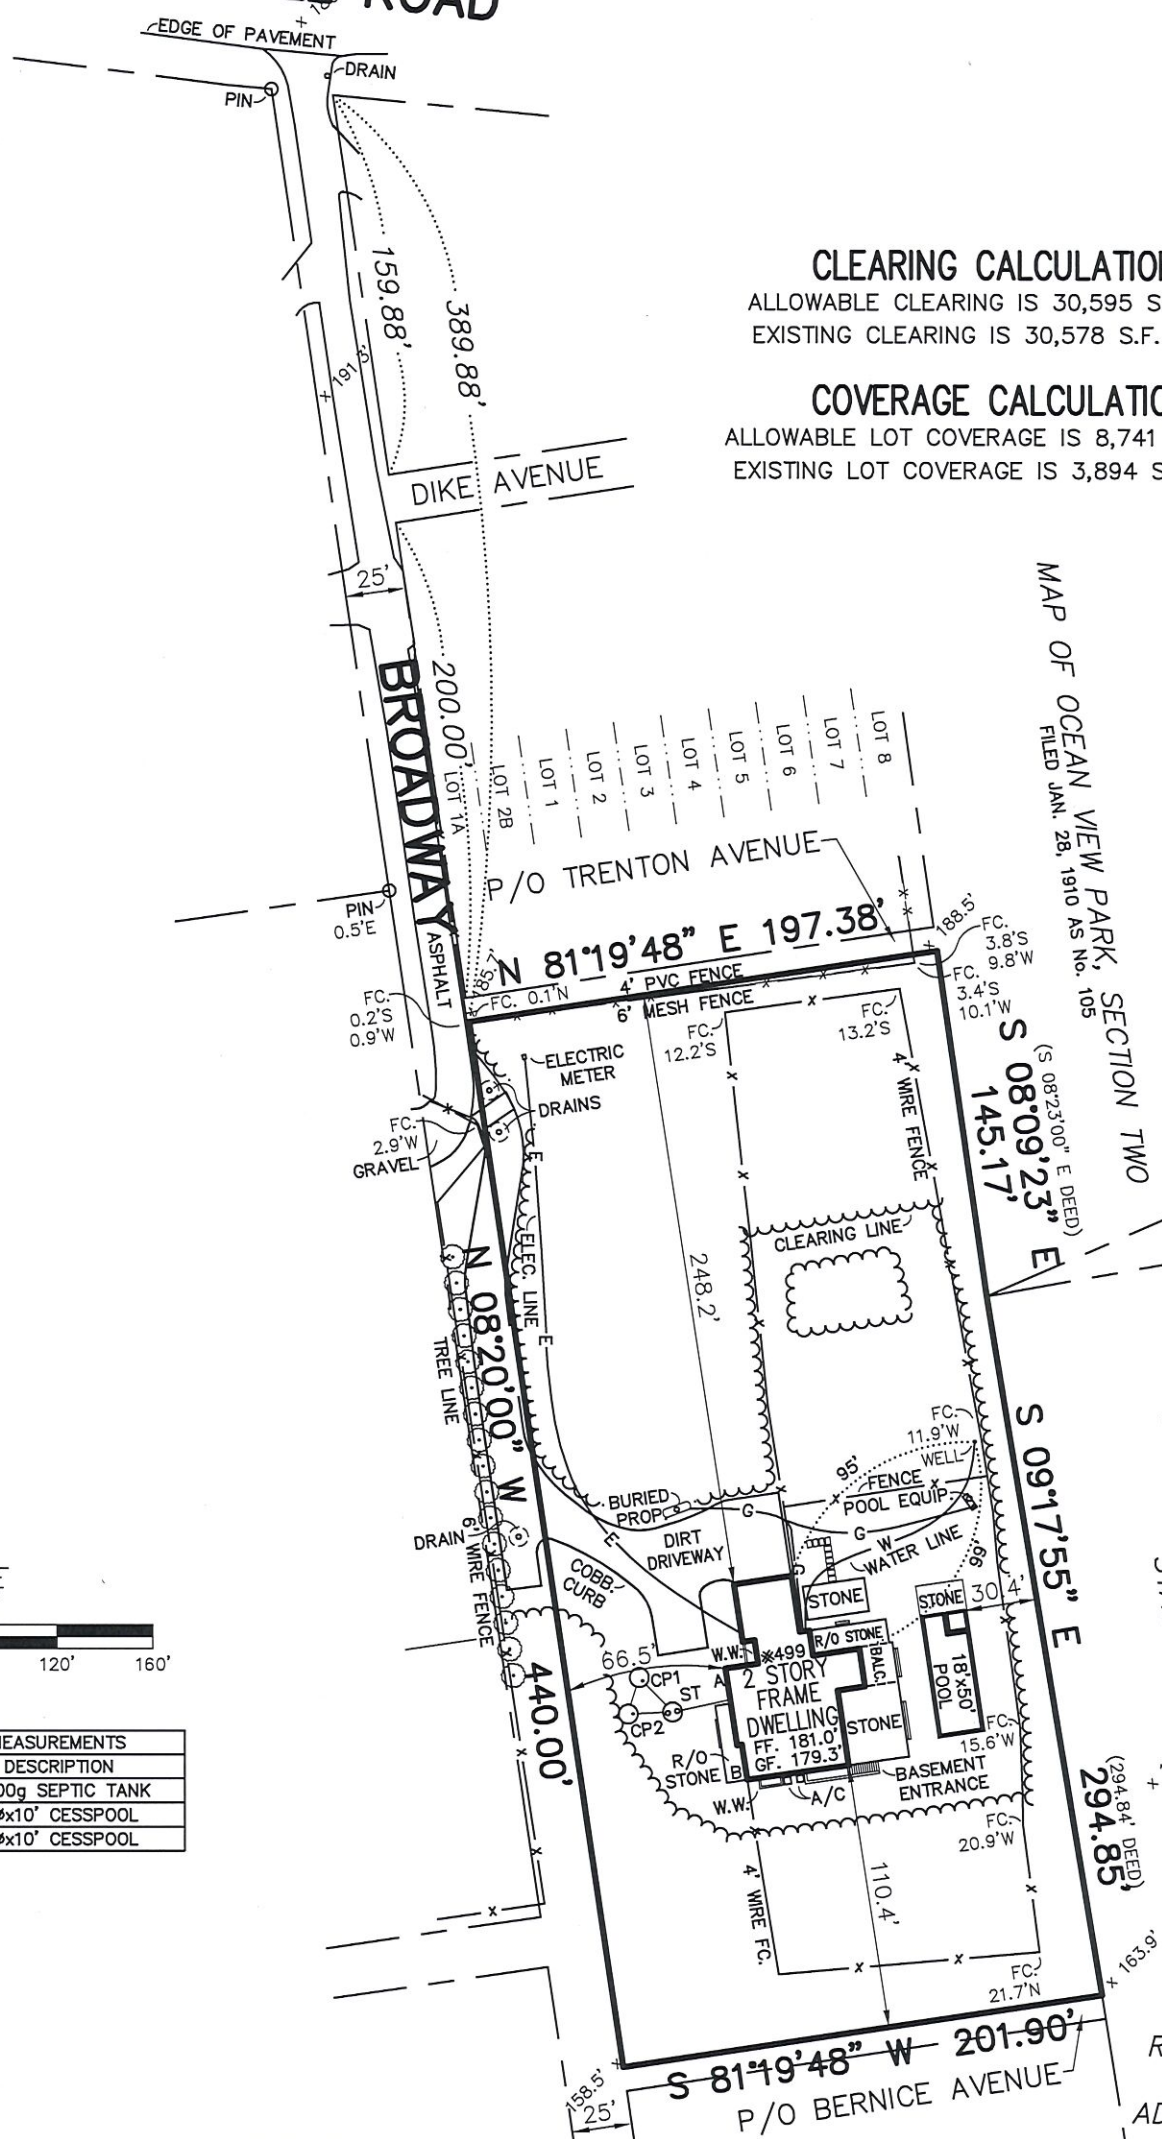 ROAD
EDGE OF PAVEMENT
DRAIN
PIN
159.88'
389.88'
191.3'
CLEARING CALCULATIO
ALLOWABLE CLEARING IS 30,595 S
EXISTING CLEARING IS 30,578 S.F.
COVERAGE CALCULATIO
ALLOWABLE LOT COVERAGE IS 8,741
EXISTING LOT COVERAGE IS 3,894 S
DIKE AVENUE
25'
BROADWAY
200.00'
LOT 1A
LOT 2B
LOT 1
LOT 2
LOT 3
LOT 4
LOT 5
LOT 6
LOT 7
LOT 8
MAP OF OCEAN VIEW PARK, SECTION TWO
FILED JAN. 28, 1910 AS No. 105
P/O TRENTON AVENUE
PIN
0.5'E
ASPHALT
N 81°19'48" E 197.38'
188.5'
FC.
3.8'S
9.8'W
FC.
3.4'S
10.1'W
FC. 0.1'N
4' PVC FENCE
6' MESH FENCE
FC.
0.2'S
0.9'W
FC.
12.2'S
FC.
13.2'S
ELECTRIC
METER
DRAINS
4' WIRE FENCE
S 08°09'23" E
(S 08°23'00" E DEED)
145.17'
FC.
2.9'W
GRAVEL
E
ELEC. LINE
E
CLEARING LINE
248.2'
N 08°20'00" W
TREE LINE
FC.
11.9'W
WELL
95'
FENCE
POOL EQUIP.
S 09°17'55" E
BURIED
PROP.
G
G
W
WATER LINE
99'
DRAIN
6' WIRE FENCE
E
DIRT
DRIVEWAY
G
COBB.
CURB
STONE
STONE
30.4'
R/O STONE
BALC.
W.W.
#499
2 STORY
FRAME
DWELLING
FF. 181.0'
GF. 179.3'
66.5'
A
CP1
ST
CP2
STONE
18'x50'
POOL
FC.
15.6'W
R/O
STONE
B
BASEMENT
ENTRANCE
W.W.
A/C
120'
160'
440.00'
EASUREMENTS
DESCRIPTION
00g SEPTIC TANK
øx10' CESSPOOL
øx10' CESSPOOL
FC.
20.9'W
(294.84' DEED)
294.85'
4' WIRE FC.
110.4'
163.9'
FC.
21.7'N
S 81°19'48" W 201.90'
P/O BERNICE AVENUE
158.5'
25'